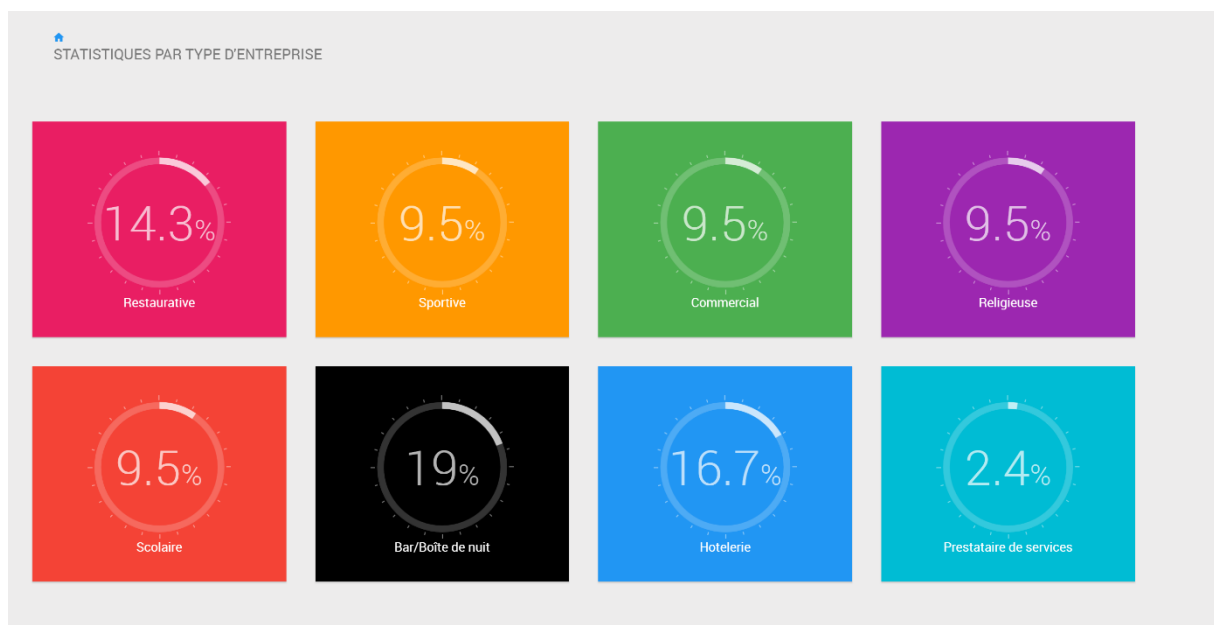 STATISTIQUES PAR TYPE D'ENTREPRISE
14.3%
Restaurative
9.5%
Sportive
9.5%
Commercial
9.5%
Religieuse
9.5%
Scolaire
19%
Bar/Boîte de nuit
16.7%
Hotelerie
2.4%
Prestataire de services